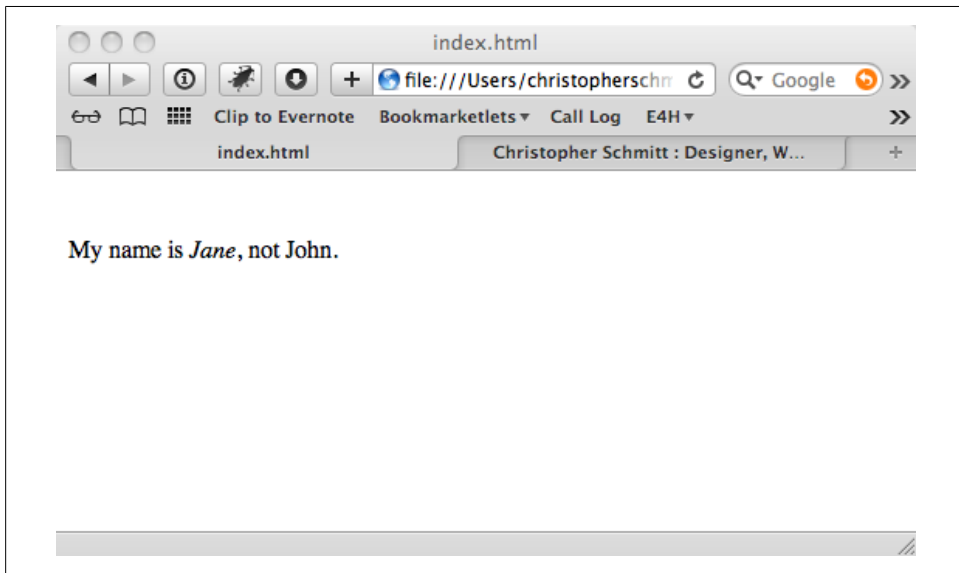 index.html
file:///Users/christopherschm
Google
Clip to Evernote Bookmarketlets Call Log E4H
index.html Christopher Schmitt : Designer, W...
My name is Jane, not John.